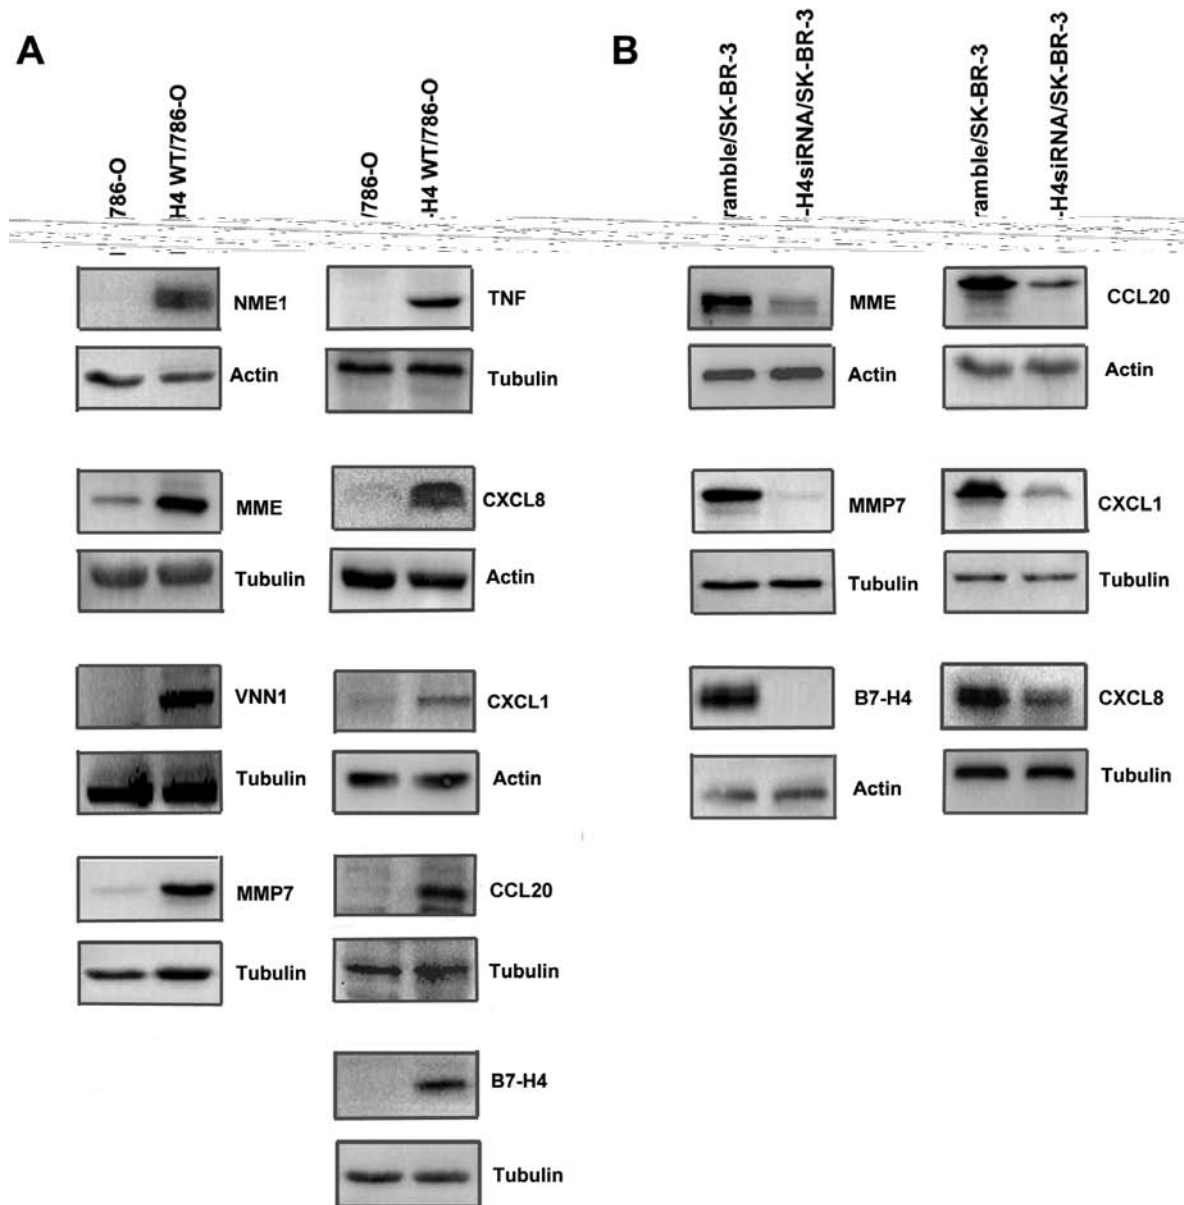 A
B
786-O
H4 WT/786-O
/786-O
-H4 WT/786-O
ramble/SK-BR-3
-H4siRNA/SK-BR-3
ramble/SK-BR-3
-H4siRNA/SK-BR-3
NME1
Actin
MME
Tubulin
VNN1
Tubulin
MMP7
Tubulin
TNF
Tubulin
CXCL8
Actin
CXCL1
Actin
CCL20
Tubulin
B7-H4
Tubulin
MME
Actin
MMP7
Tubulin
B7-H4
Actin
CCL20
Actin
CXCL1
Tubulin
CXCL8
Tubulin